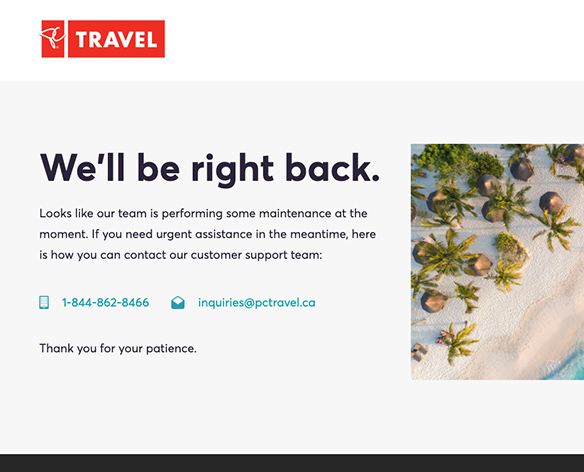 TRAVEL
We'll be right back.
Looks like our team is performing some maintenance at the
moment. If you need urgent assistance in the meantime, here
is how you can contact our customer support team:
1-844-862-8466 inquiries@pctravel.ca
Thank you for your patience.